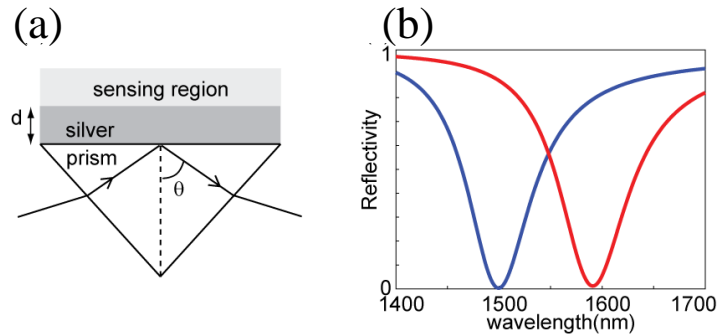 (a)
sensing region
d
silver
prism
θ
(b)
1
Reflectivity
0
1400 1500 1600 1700
wavelength(nm)